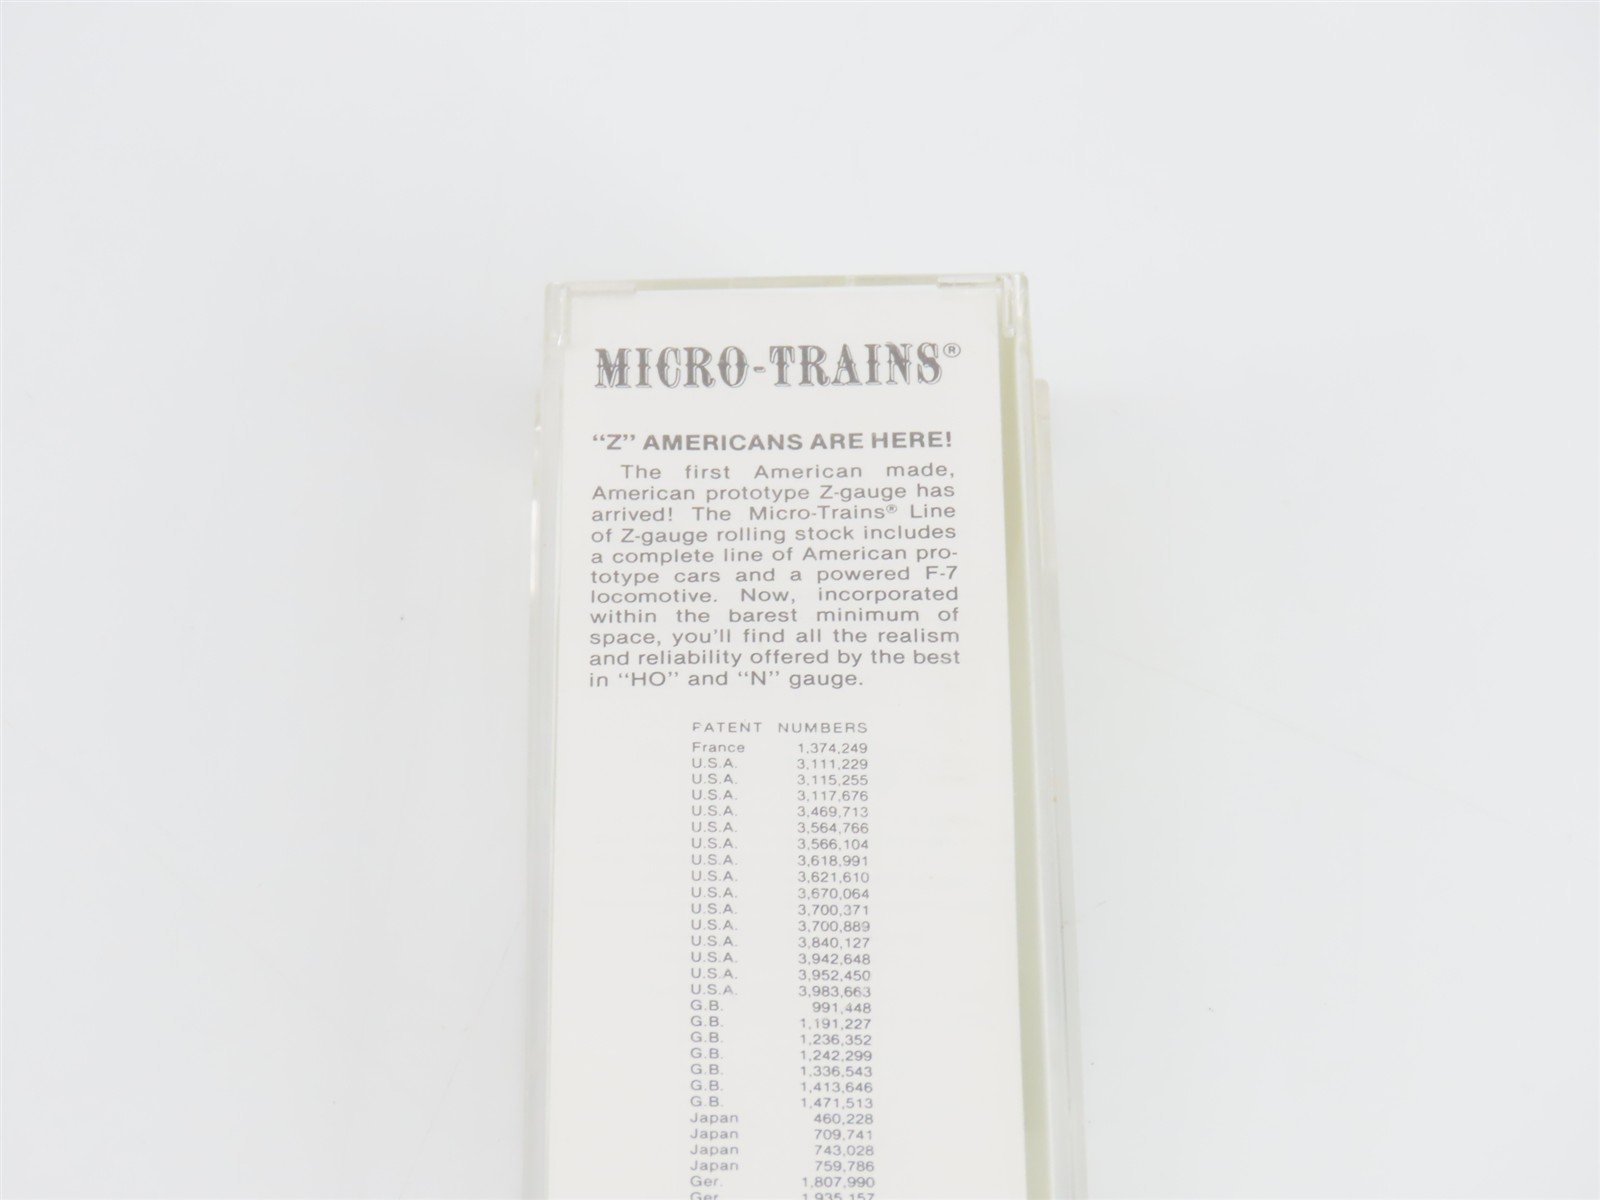 MICRO-TRAINS®
“Z” AMERICANS ARE HERE!
The first American made,
American prototype Z-gauge has
arrived! The Micro-Trains® Line
of Z-gauge rolling stock includes
a complete line of American pro-
totype cars and a powered F-7
locomotive. Now, incorporated
within the barest minimum of
space, you'll find all the realism
and reliability offered by the best
in “HO” and “N” gauge.
PATENT NUMBERS
France 1,374,249
U.S.A. 3,111,229
U.S.A. 3,115,255
U.S.A. 3,117,676
U.S.A. 3,469,713
U.S.A. 3,564,766
U.S.A. 3,566,104
U.S.A. 3,618,991
U.S.A. 3,621,610
U.S.A. 3,670,064
U.S.A. 3,700,371
U.S.A. 3,700,889
U.S.A. 3,840,127
U.S.A. 3,942,648
U.S.A. 3,952,450
U.S.A. 3,983,663
G.B. 991,448
G.B. 1,191,227
G.B. 1,236,352
G.B. 1,242,299
G.B. 1,336,543
G.B. 1,413,646
G.B. 1,471,513
Japan 460,228
Japan 709,741
Japan 743,028
Japan 759,786
Ger. 1,807,990
Ger. 1,935,157